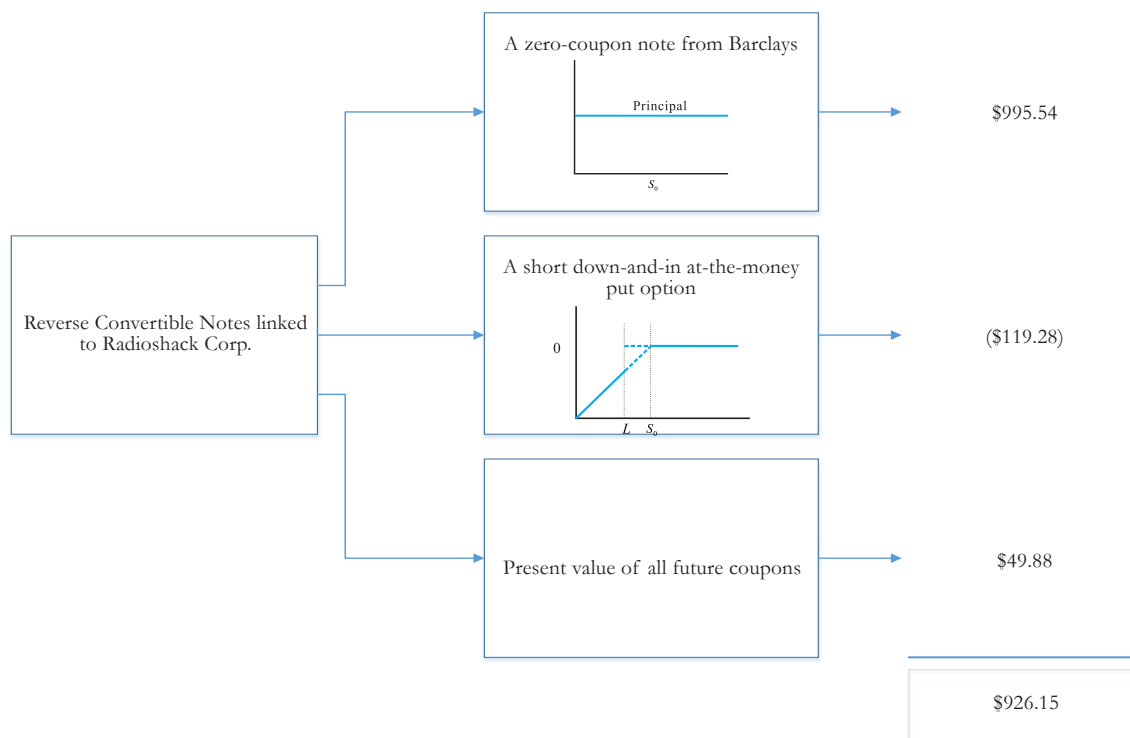 A zero-coupon note from Barclays
Principal
S₀
$995.54
Reverse Convertible Notes linked
to Radioshack Corp.
A short down-and-in at-the-money
put option
0
L S₀
($119.28)
Present value of all future coupons
$49.88
$926.15